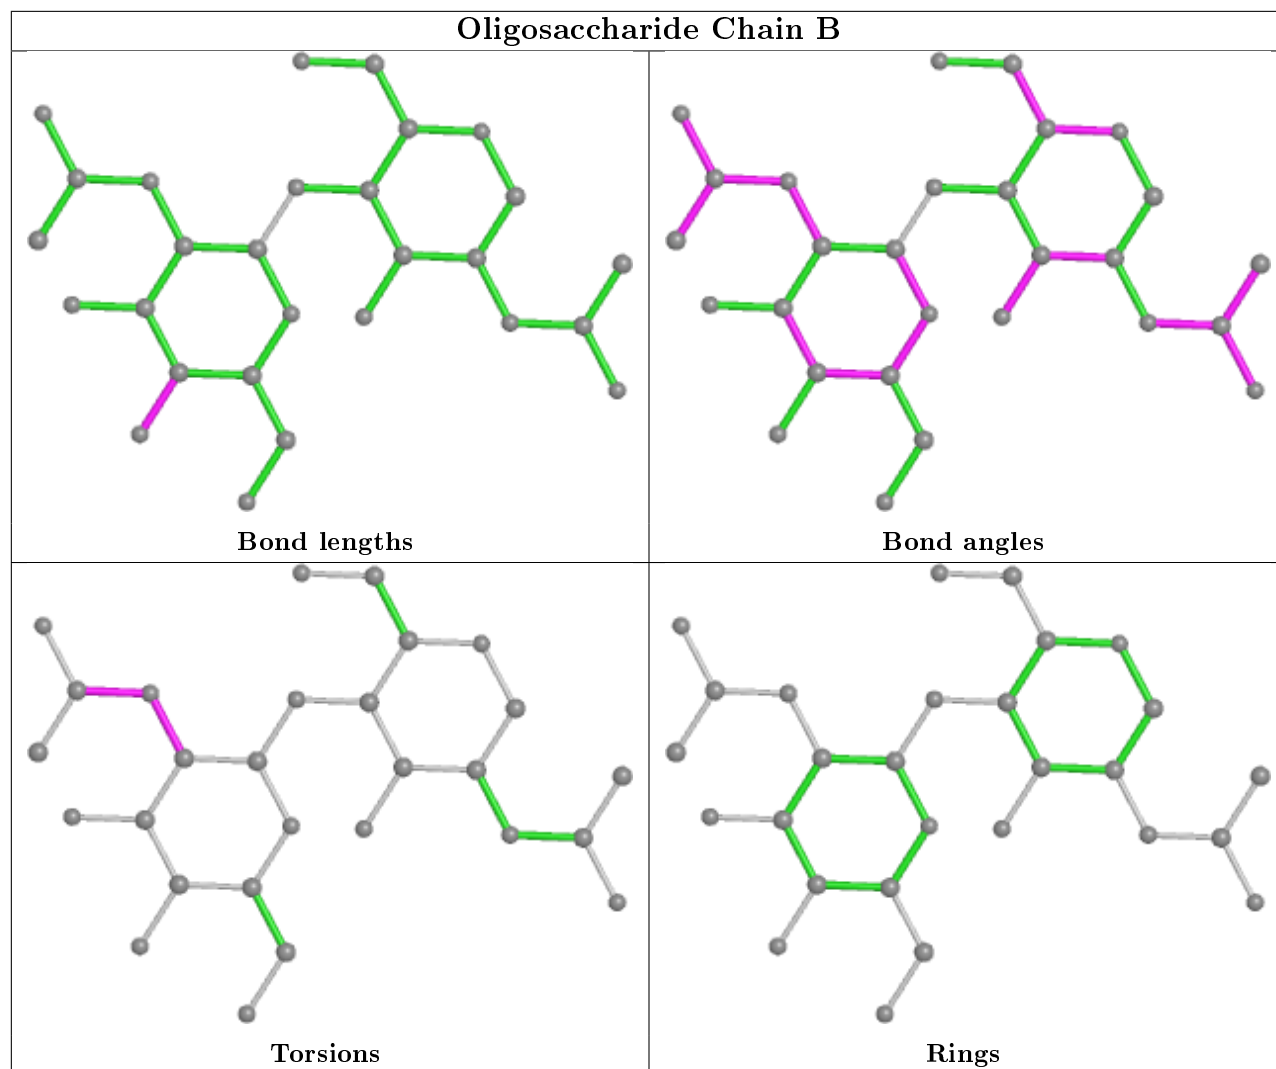 Oligosaccharide Chain B
Bond lengths
Bond angles
Torsions
Rings